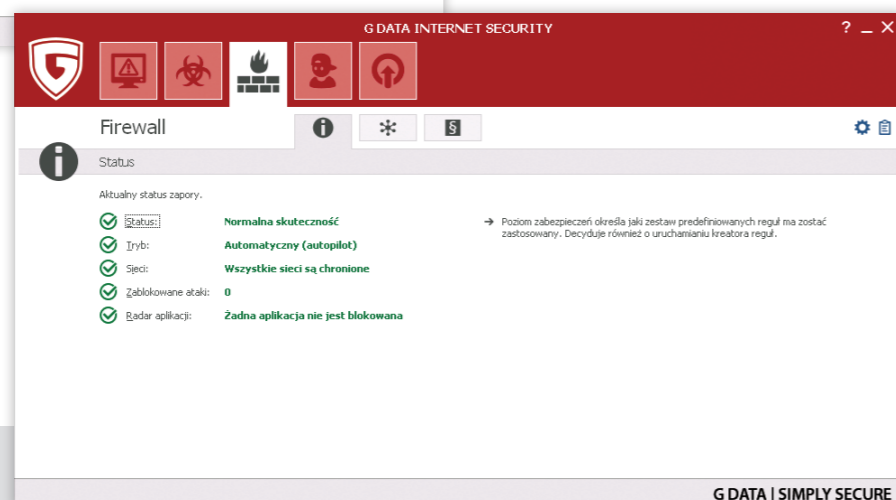 G DATA INTERNET SECURITY
? _ X
G
Firewall
i
§
i
Status
Aktualny status zapory.
Status: Normalna skuteczność
Tryb: Automatyczny (autopilot)
Sieci: Wszystkie sieci są chronione
Zablokowane ataki: 0
Radar aplikacji: Żadna aplikacja nie jest blokowana
→ Poziom zabezpieczeń określa jaki zestaw predefiniowanych reguł ma zostać
zastosowany. Decyduje również o uruchamianiu kreatora reguł.
G DATA | SIMPLY SECURE